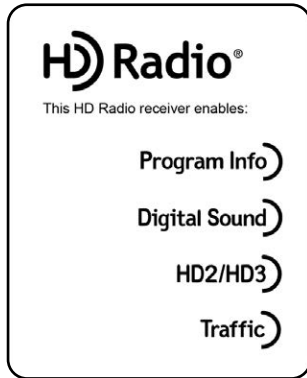 HD Radio®
This HD Radio receiver enables:
Program Info
Digital Sound
HD2/HD3
Traffic